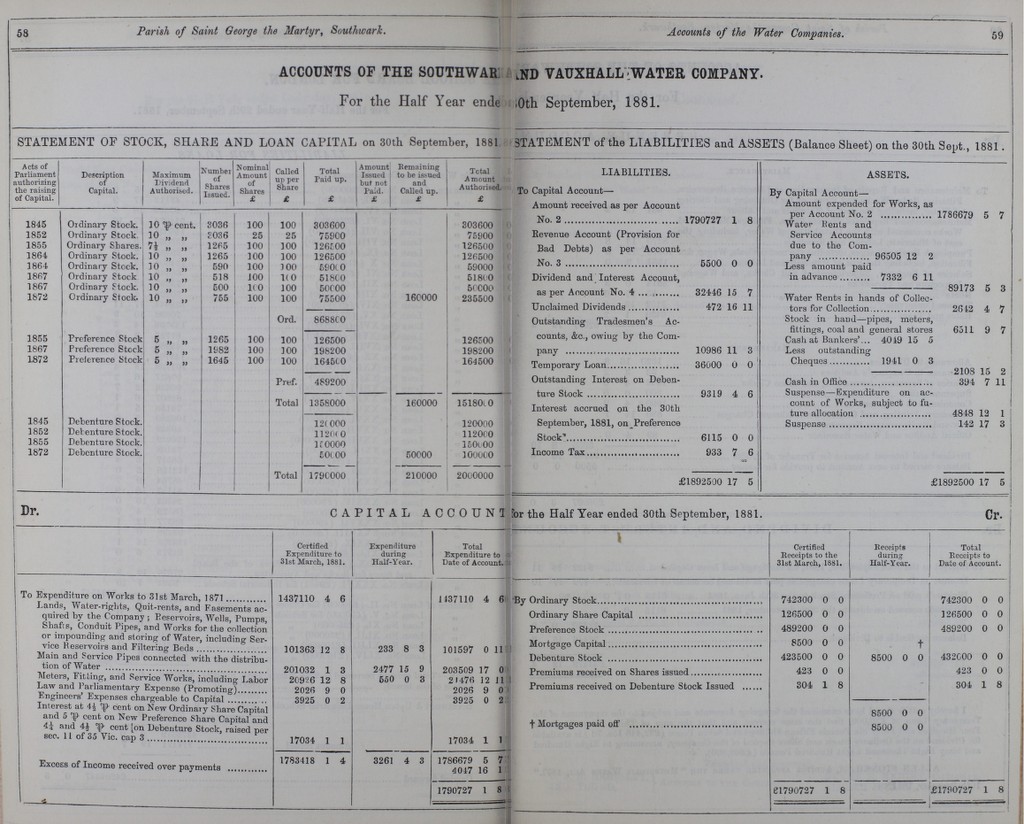 58 Parish of Saint George the Martyr, Southwark.
ACCOUNTS OF THE SOUTHWARK AND VAUXHALL WATER COMPANY.
For the Half Year ended 30th September, 1881.
STATEMENT OF STOCK, SHARE AND LOAN CAPITAL on 30th September, 1881.
Acts of Parliament authorizing the raising of Capital. Description of Capital. Maximum Dividend Authorised. Number of Shares Issued. Nominal Amount of Shares £ Called up per Share £ Total Paid up. £ Amount Issued but not Paid. £ Remaining to be issued and Called up. £ Total Amount Authorised. £
1845 Ordinary Stock. 10 ₱ cent. 3036 100 100 303600 303600
1852 Ordinary Stock 10 „ „ 3036 25 25 75900 75900
1855 Ordinary Shares. 7½ „ „ 1265 100 100 126500 126500
1864 Ordinary Stock. 10 „ „ 1265 100 100 126500 126500
1864 Ordinary Stock. 10 „ „ 590 100 100 59000 59000
1867 Ordinary Stock 10 „ „ 518 100 100 51800 51800
1867 Ordinary Stock. 10 „ „ 500 100 100 50000 50000
1872 Ordinary Stock. 10 „ „ 755 100 100 75500 160000 235500
Ord. 868800
1855 Preference Stock 5 „ „ 1265 100 100 126500 126500
1867 Preference Stock 5 „ „ 1982 100 100 198200 198200
1872 Preference Stock 5 „ „ 1645 100 100 164500 164500
Pref. 489200
Total 1358000 160000 1518000
1845 Debenture Stock. 120000 120000
1852 Debenture Stock. 112000 112000
1855 Debenture Stock. 150000 150000
1872 Debenture Stock. 50000 50000 100000
Total 1790000 210000 2000000
Accounts of the Water Companies. 59
STATEMENT of the LIABILITIES and ASSETS (Balance Sheet) on the 30th Sept., 1881.
LIABILITIES.
To Capital Account—
Amount received as per Account
No. 2 ................ 1790727 1 8
Revenue Account (Provision for
Bad Debts) as per Account
No. 3 ................ 5500 0 0
Dividend and Interest Account,
as per Account No. 4 ......... 32446 15 7
Unclaimed Dividends ............ 472 16 11
Outstanding Tradesmen's Ac-
counts, &c., owing by the Com-
pany ................ 10986 11 3
Temporary Loan................ 36000 0 0
Outstanding Interest on Deben-
ture Stock ................ 9319 4 6
Interest accrued on the 30th
September, 1881, on Preference
Stock................ 6115 0 0
Income Tax................ 933 7 6
£1892500 17 5
ASSETS.
By Capital Account—
Amount expended for Works, as
per Account No. 2 ............ 1786679 5 7
Water Rents and
Service Accounts
due to the Com-
pany ............ 96505 12 2
Less amount paid
in advance ......... 7332 6 11
89173 5 3
Water Rents in hands of Collec-
tors for Collection............ 2642 4 7
Stock in hand—pipes, meters,
fittings, coal and general stores 6511 9 7
Cash at Bankers'... 4049 15 5
Less outstanding
Cheques............ 1941 0 3
2108 15 2
Cash in Office ................ 394 7 11
Suspense—Expenditure on ac-
count of Works, subject to fu-
ture allocation ................ 4848 12 1
Suspense ................ 142 17 3
£1892500 17 5
Dr. CAPITAL ACCOUNT for the Half Year ended 30th September, 1881. Cr.
Certified Expenditure to 31st March, 1881. Expenditure during Half-Year. Total Expenditure to Date of Account.
To Expenditure on Works to 31st March, 1871 ............ 1437110 4 6 1437110 4 6
Lands, Water-rights, Quit-rents, and Easements ac-
quired by the Company; Reservoirs, Wells, Pumps,
Shafts, Conduit Pipes, and Works for the collection
or impounding and storing of Water, including Ser-
vice Reservoirs and Filtering Beds ................ 101363 12 8 233 8 3 101597 0 11
Main and Service Pipes connected with the distribu-
tion of Water ................ 201032 1 3 2477 15 9 203509 17 0
Meters, Fitting, and Service Works, including Labor 20926 12 8 550 0 3 21476 12 11
Law and Parliamentary Expense (Promoting)......... 2026 9 0 2026 9 0
Engineers' Expenses chargeable to Capital ............ 3925 0 2 3925 0 2
Interest at 4½ ₱ cent on New Ordinary Share Capital
and 5 ₱ cent on New Preference Share Capital and
4¼ and 4½ ₱ cent [on Debenture Stock, raised per
sec. 11 of 35 Vic. cap 3 ................ 17034 1 1 17034 1 1
1783418 1 4 3261 4 3 1786679 5 7
Excess of Income received over payments ............ 4047 16 1
1790727 1 8
Certified Receipts to the 31st March, 1881. Receipts during Half-Year. Total Receipts to Date of Account.
By Ordinary Stock................ 742300 0 0 742300 0 0
Ordinary Share Capital ................ 126500 0 0 126500 0 0
Preference Stock ................ 489200 0 0 489200 0 0
Mortgage Capital ................ 8500 0 0 †
Debenture Stock ................ 423500 0 0 8500 0 0 432000 0 0
Premiums received on Shares issued................ 423 0 0 423 0 0
Premiums received on Debenture Stock Issued ...... 304 1 8 304 1 8
8500 0 0
† Mortgages paid off ................ 8500 0 0
£1790727 1 8 £1790727 1 8